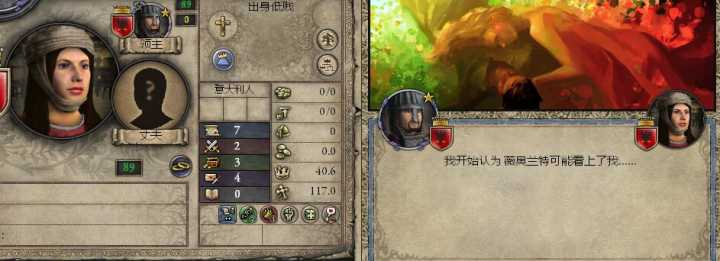 出身低贱
89
0
领主
丈夫
89
意大利人
7
2
3
4
0
0/0
0/0
0
0.0
40.6
117.0
我开始认为 薇奥兰特可能看上了我......